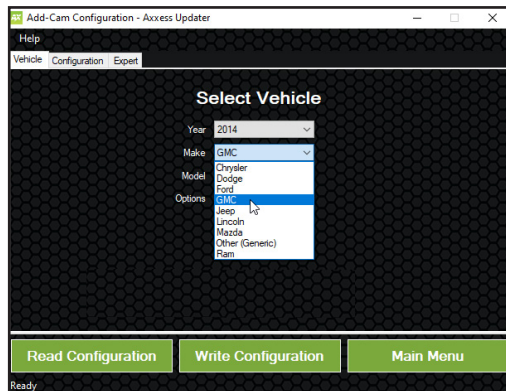 Add-Cam Configuration - Axxess Updater
Help
Vehicle Configuration Expert
Select Vehicle
Year 2014
Make GMC
Chrysler
Model Dodge
Ford
Options GMC
Jeep
Lincoln
Mazda
Other (Generic)
Ram
Read Configuration Write Configuration Main Menu
Ready